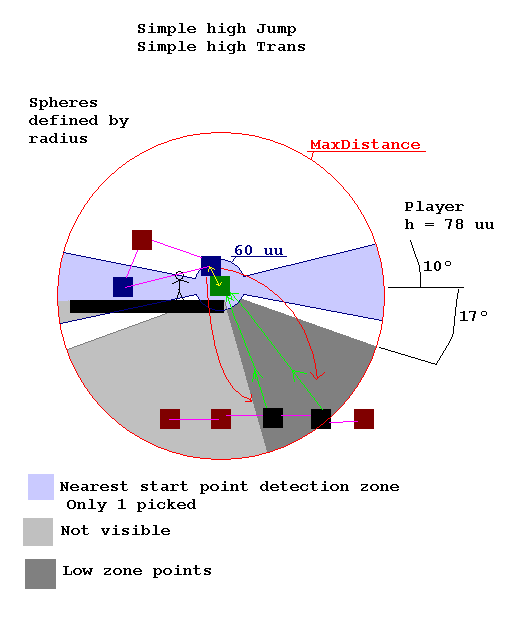 Simple high Jump
Simple high Trans
Spheres
defined by
radius
MaxDistance
Player
h = 78 uu
60 uu
10°
17°
Nearest start point detection zone
Only 1 picked
Not visible
Low zone points